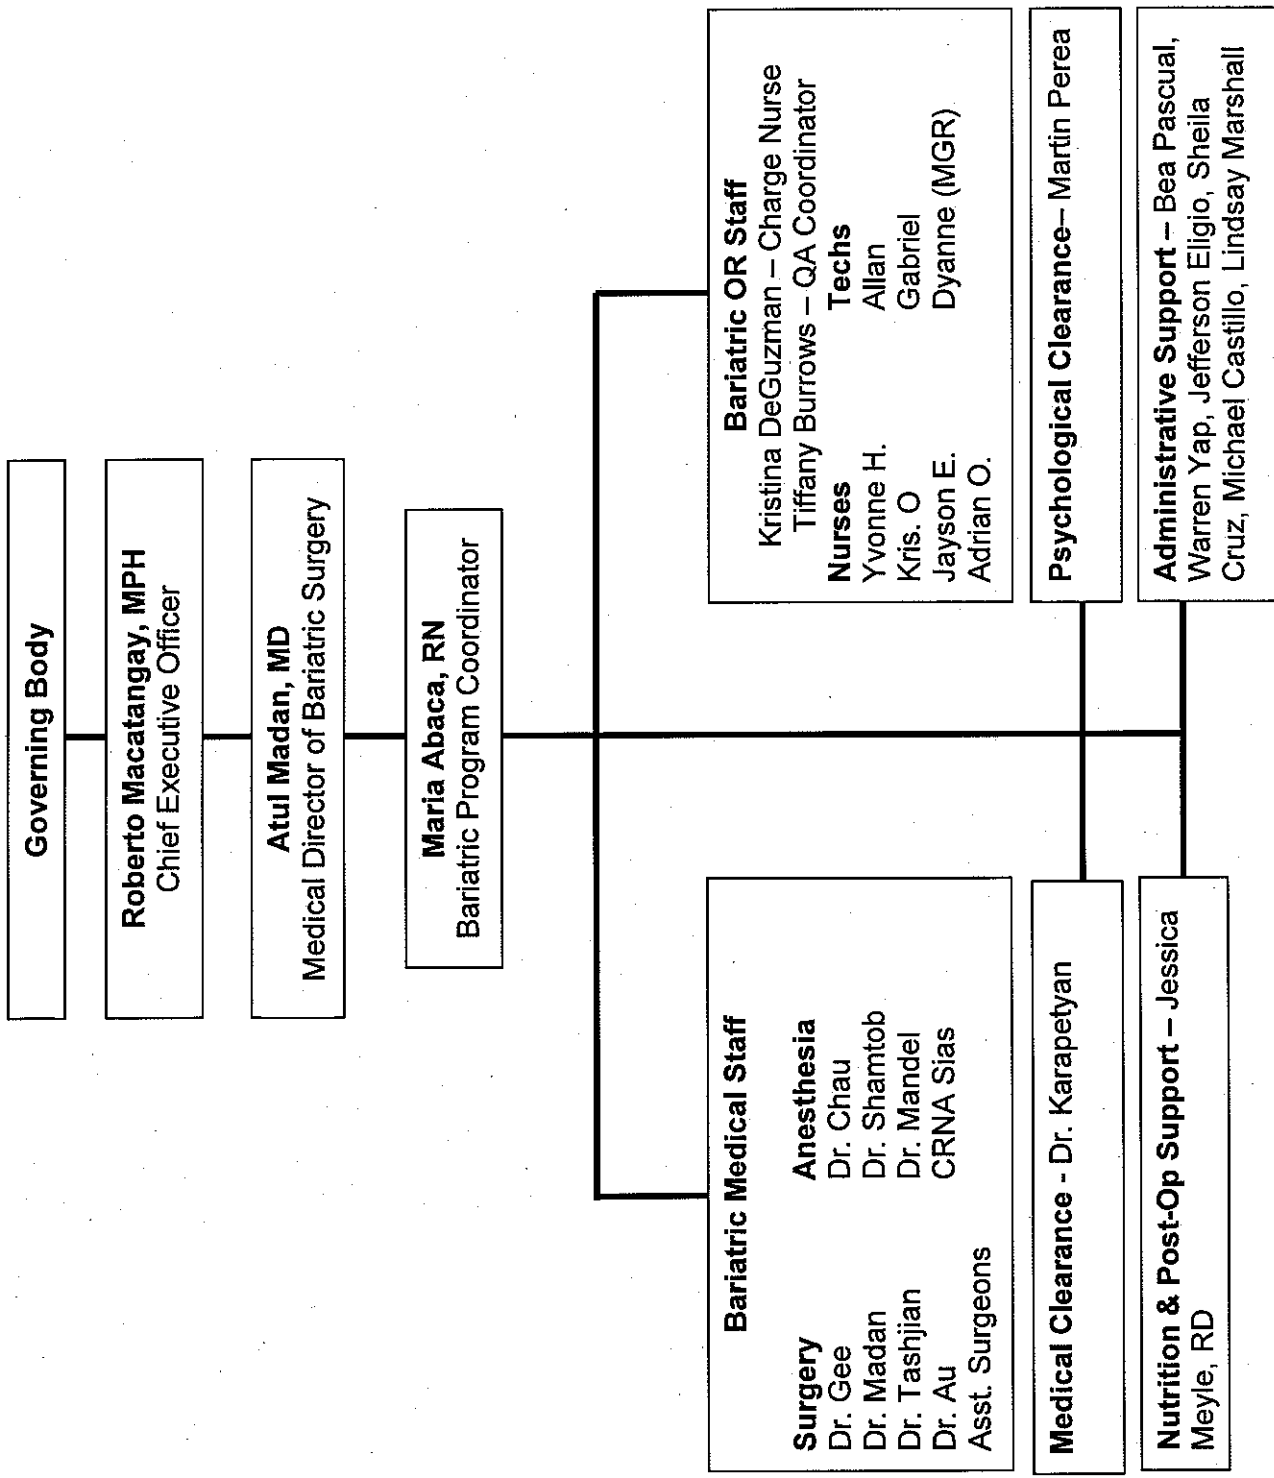 Governing Body
Roberto Macatangay, MPH
Chief Executive Officer
Atul Madan, MD
Medical Director of Bariatric Surgery
Maria Abaca, RN
Bariatric Program Coordinator
Bariatric Medical Staff
Surgery
Dr. Gee
Dr. Madan
Dr. Tashjian
Dr. Au
Asst. Surgeons
Anesthesia
Dr. Chau
Dr. Shamtob
Dr. Mandel
CRNA Sias
Bariatric OR Staff
Kristina DeGuzman – Charge Nurse
Tiffany Burrows – QA Coordinator
Nurses
Yvonne H.
Kris. O
Jayson E.
Adrian O.
Techs
Allan
Gabriel
Dyanne (MGR)
Medical Clearance - Dr. Karapetyan
Psychological Clearance– Martin Perea
Nutrition & Post-Op Support – Jessica
Meyle, RD
Administrative Support – Bea Pascual,
Warren Yap, Jefferson Eligio, Sheila
Cruz, Michael Castillo, Lindsay Marshall